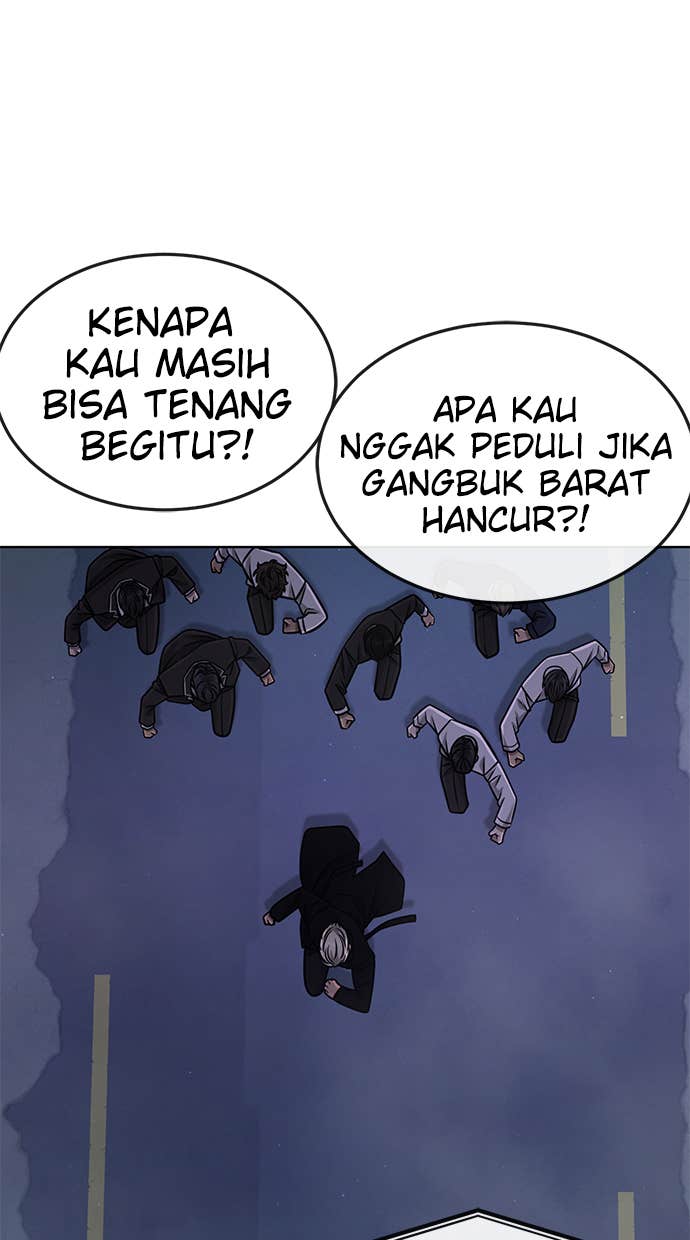 KENAPA
KAU MASIH
BISA TENANG
BEGITU?!
APA KAU
NGGAK PEDULI JIKA
GANGBUK BARAT
HANCUR?!